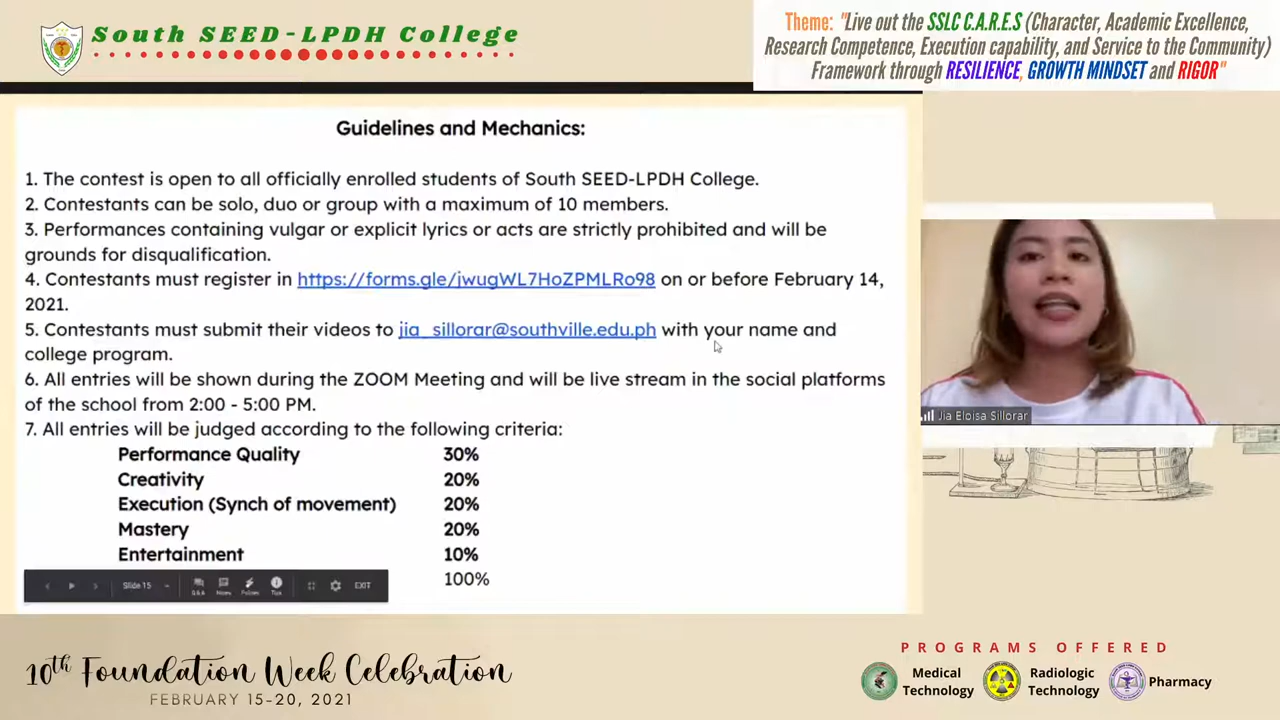 South SEED-LPDH College
Theme: "Live out the SSLC C.A.R.E.S (Character, Academic Excellence,
Research Competence, Execution capability, and Service to the Community)
Framework through RESILIENCE, GROWTH MINDSET and RIGOR"
Guidelines and Mechanics:
1. The contest is open to all officially enrolled students of South SEED-LPDH College.
2. Contestants can be solo, duo or group with a maximum of 10 members.
3. Performances containing vulgar or explicit lyrics or acts are strictly prohibited and will be
grounds for disqualification.
4. Contestants must register in https://forms.gle/jwugWL7HoZPMLRo98 on or before February 14,
2021.
5. Contestants must submit their videos to jia_sillorar@southville.edu.ph with your name and
college program.
6. All entries will be shown during the ZOOM Meeting and will be live stream in the social platforms
of the school from 2:00 - 5:00 PM.
7. All entries will be judged according to the following criteria:
Performance Quality 30%
Creativity 20%
Execution (Synch of movement) 20%
Mastery 20%
Entertainment 10%
100%
Slide 15
Q&A Notes Pointer Tips EXIT
Jia Eloisa Sillorar
10th Foundation Week Celebration
FEBRUARY 15-20, 2021
PROGRAMS OFFERED
Medical
Technology
Radiologic
Technology
Pharmacy